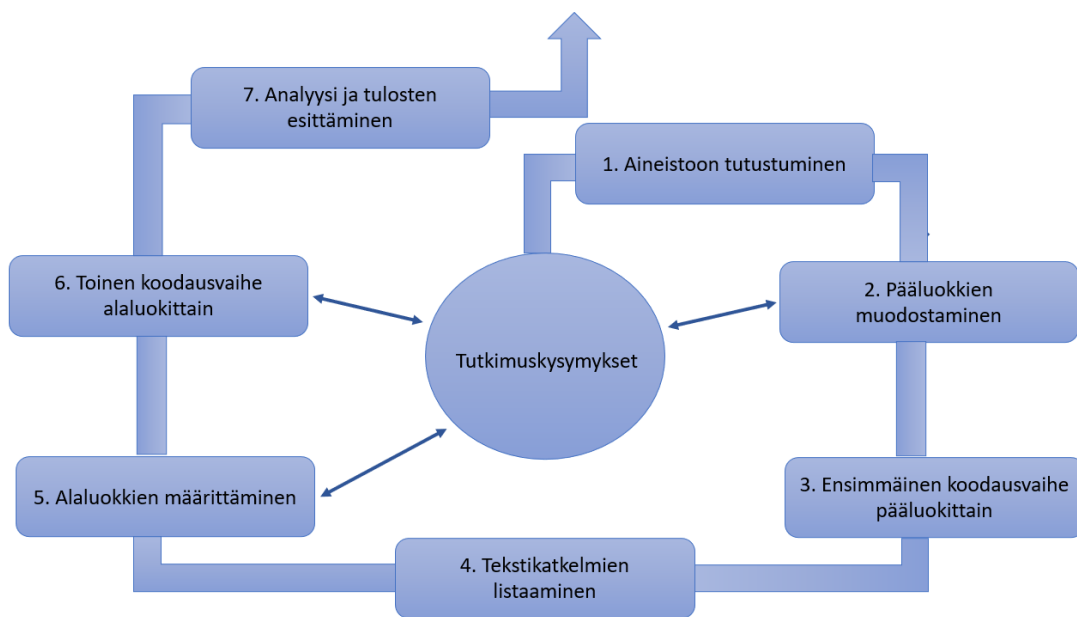 7. Analyysi ja tulosten
esittäminen
1. Aineistoon tutustuminen
6. Toinen koodausvaihe
alaluokittain
2. Pääluokkien
muodostaminen
Tutkimuskysymykset
5. Alaluokkien määrittäminen
3. Ensimmäinen koodausvaihe
pääluokittain
4. Tekstikatkelmien
listaaminen